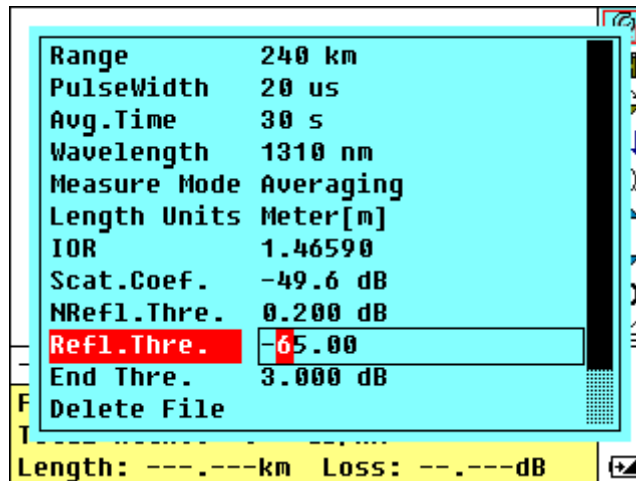 Range 240 km
PulseWidth 20 us
Avg.Time 30 s
Wavelength 1310 nm
Measure Mode Averaging
Length Units Meter[m]
IOR 1.46590
Scat.Coef. -49.6 dB
NRefl.Thre. 0.200 dB
Refl.Thre. -65.00
End Thre. 3.000 dB
Delete File
Length: ---.---km Loss: --.---dB